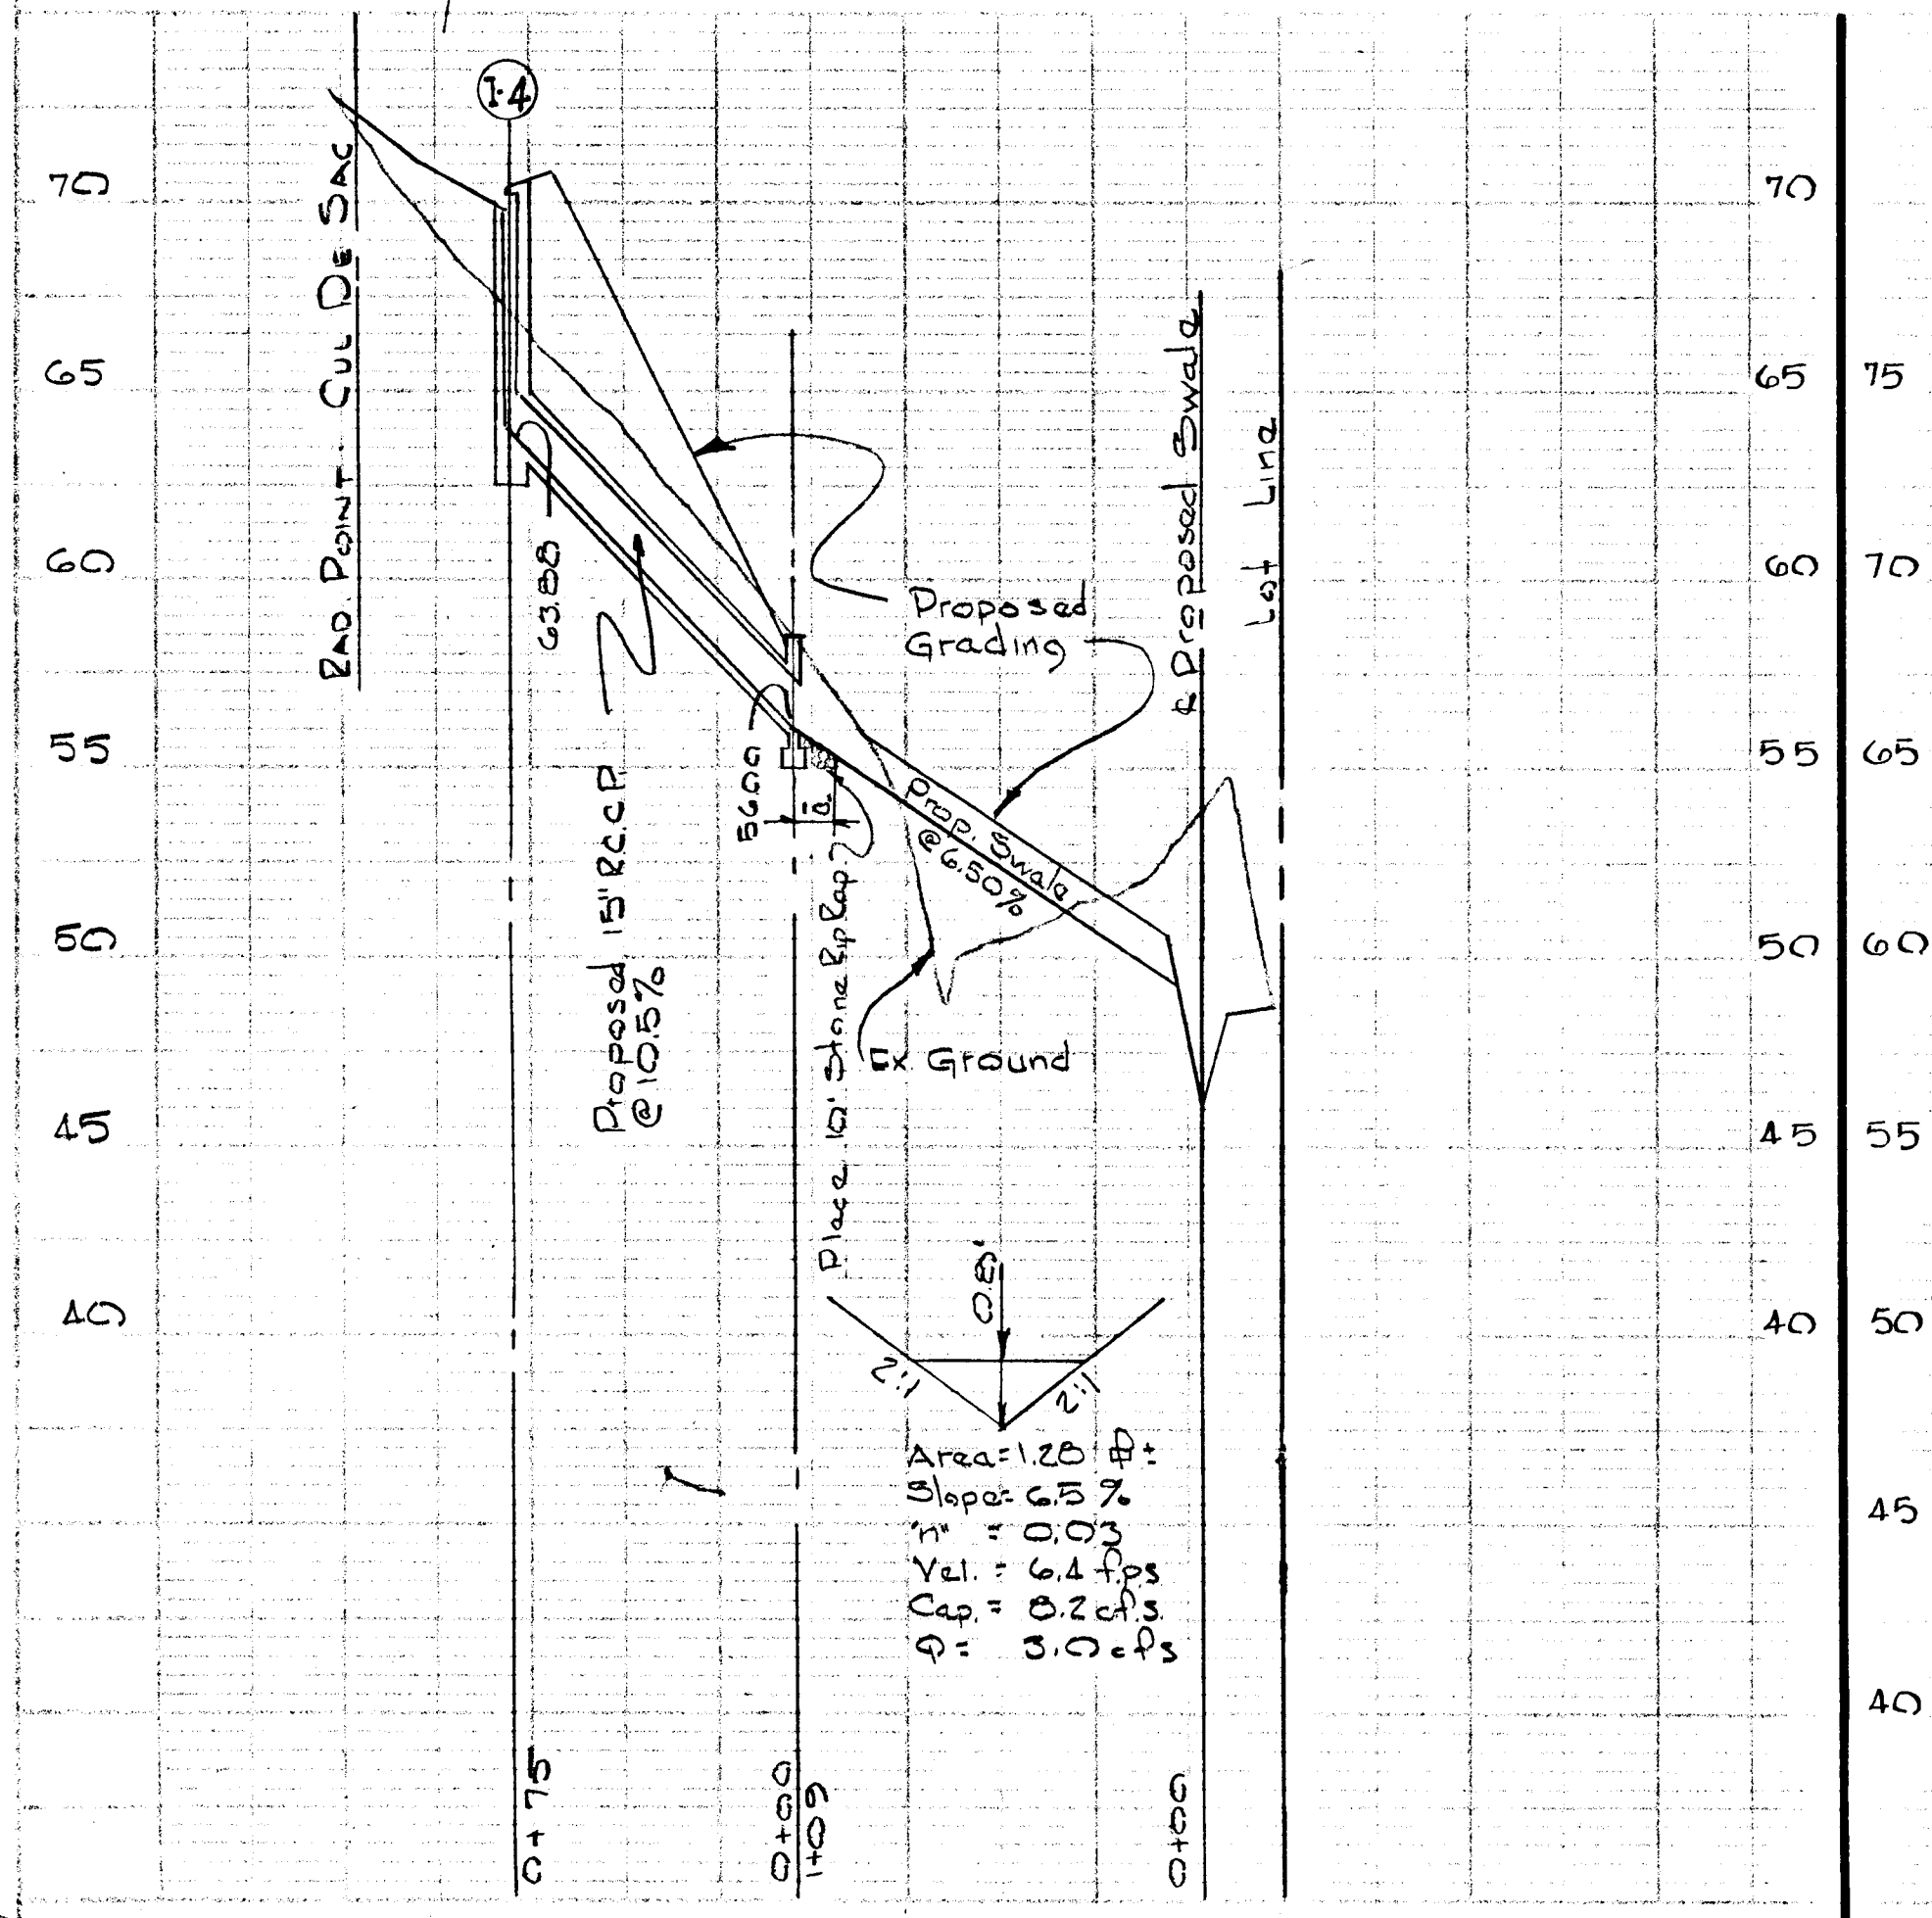 I-4
RAD. POINT - CUL DE SAC
70
65
60
55
50
45
40
70
65
60
55
50
45
40
75
70
65
60
55
50
45
40
63.88
56.00
Proposed 15" R.C.C.P.
@ 10.5%
Place 10' Stone Rip Rap
Proposed
Grading
Prop. Swale
@ 6.50%
Ex. Ground
℄ Proposed Swale
Lot Line
0.8'
2:1
2:1
Area = 1.28 ±
Slope = 6.5 %
"n" = 0.03
Vel. = 6.4 fps
Cap. = 8.2 cfs.
Q = 3.0 cfs
0+75
0+00
1+09
0+00